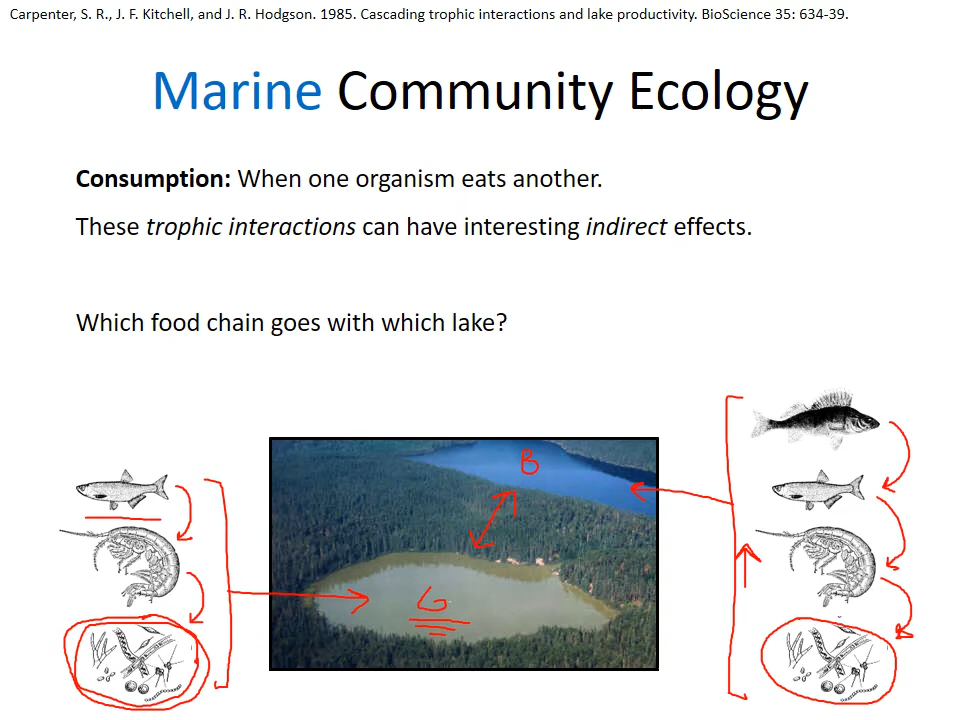 Carpenter, S. R., J. F. Kitchell, and J. R. Hodgson. 1985. Cascading trophic interactions and lake productivity. BioScience 35: 634-39.
Marine Community Ecology
Consumption: When one organism eats another.
These trophic interactions can have interesting indirect effects.
Which food chain goes with which lake?
B
G